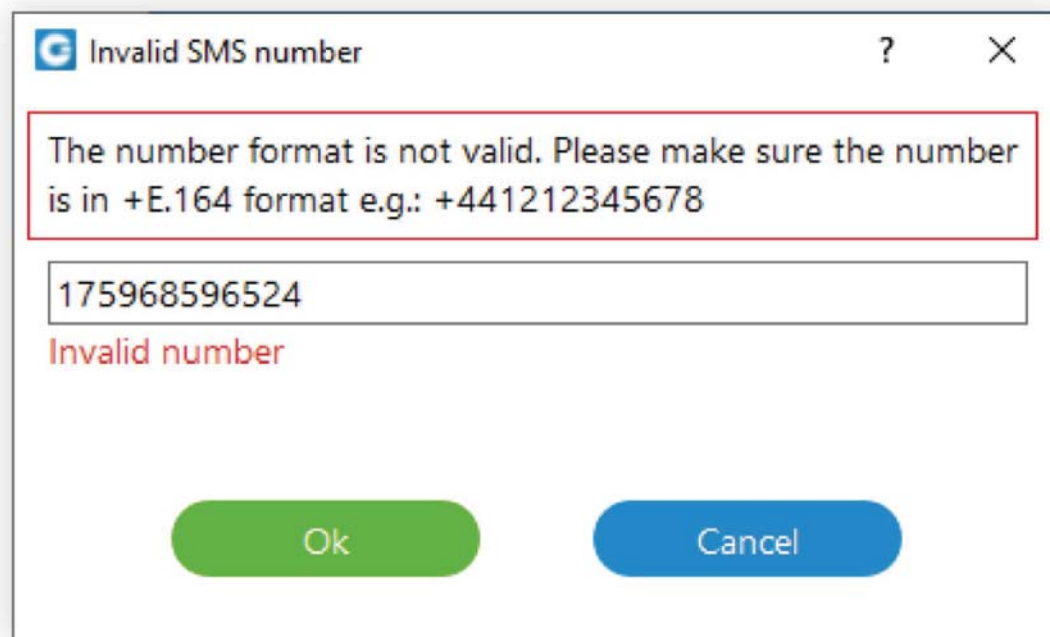 Invalid SMS number ?
The number format is not valid. Please make sure the number
is in +E.164 format e.g.: +441212345678
175968596524
Invalid number
Ok Cancel